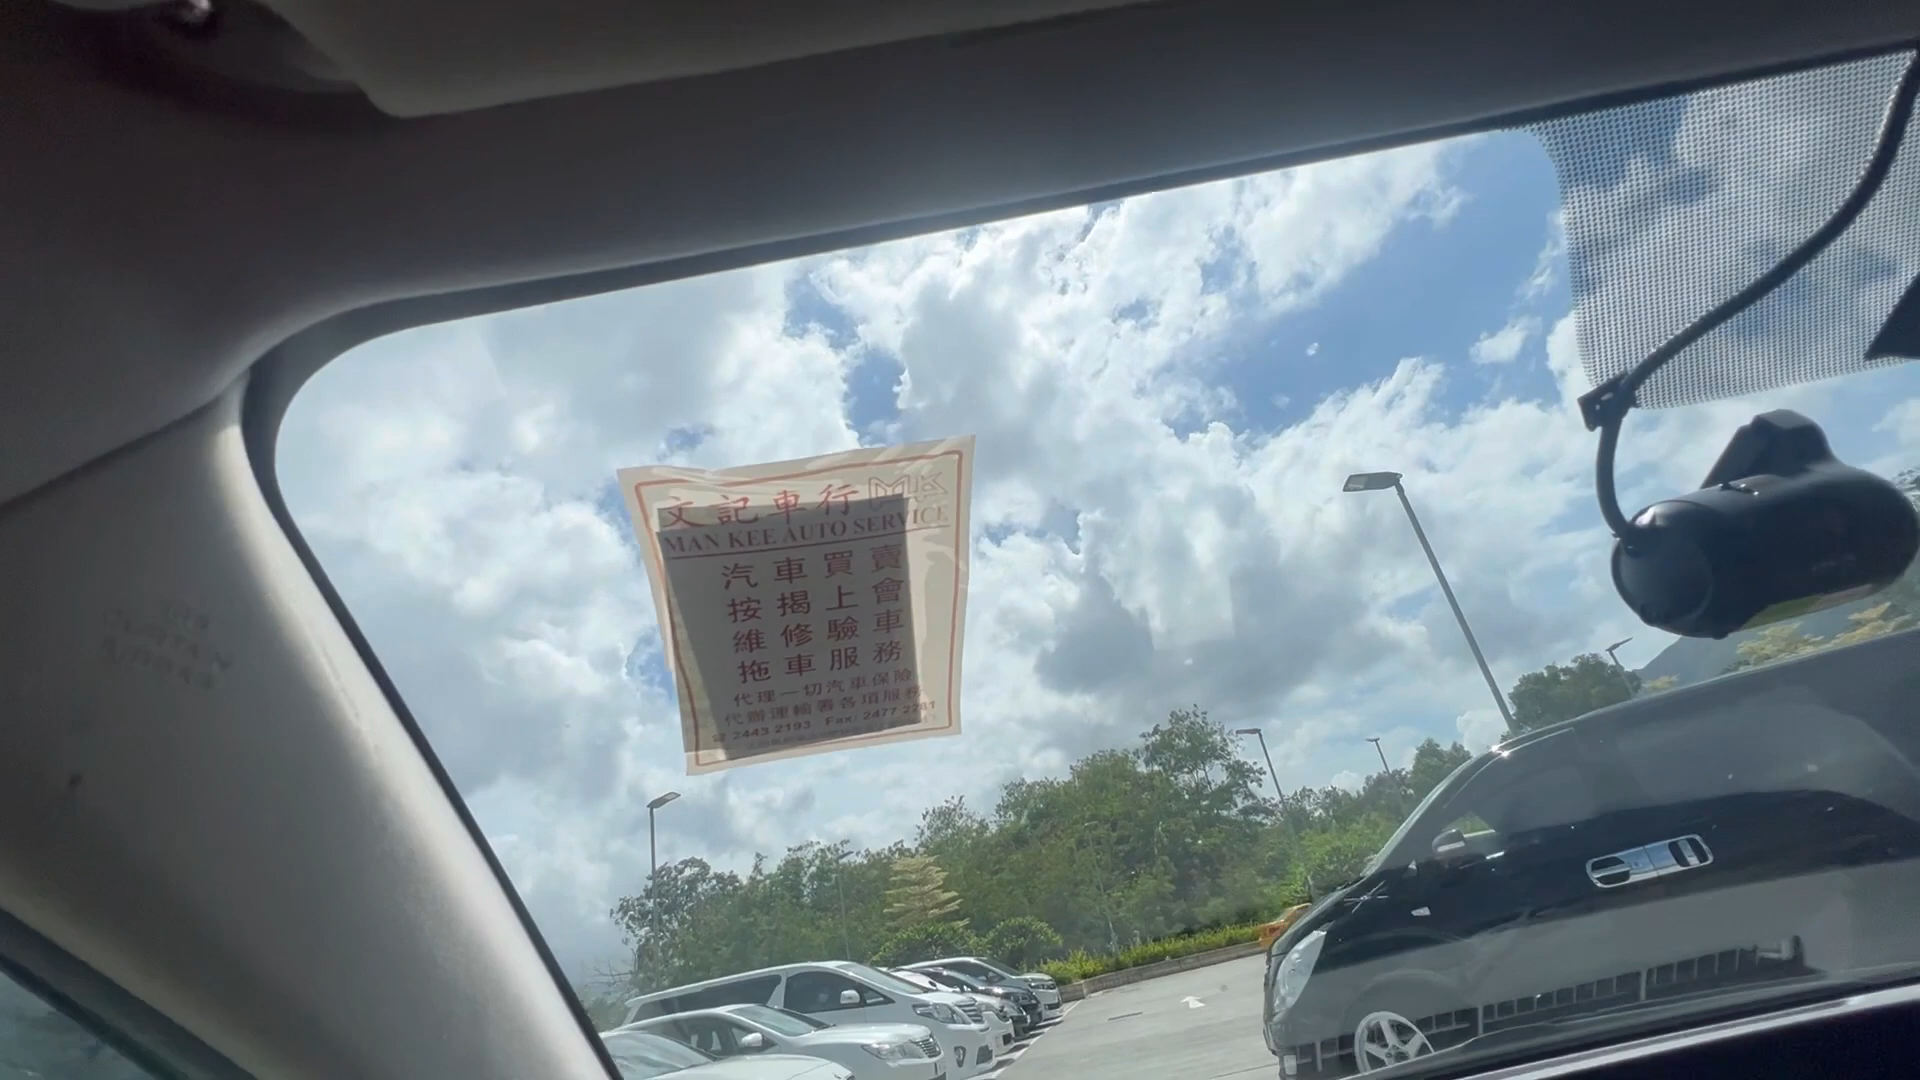 文記車行 MK
MAN KEE AUTO SERVICE
汽車買賣
按揭上會
維修驗車
拖車服務
代理一切汽車保險
代辦運輸署各項服務
☎ 2443 2193 Fax: 2477 2281